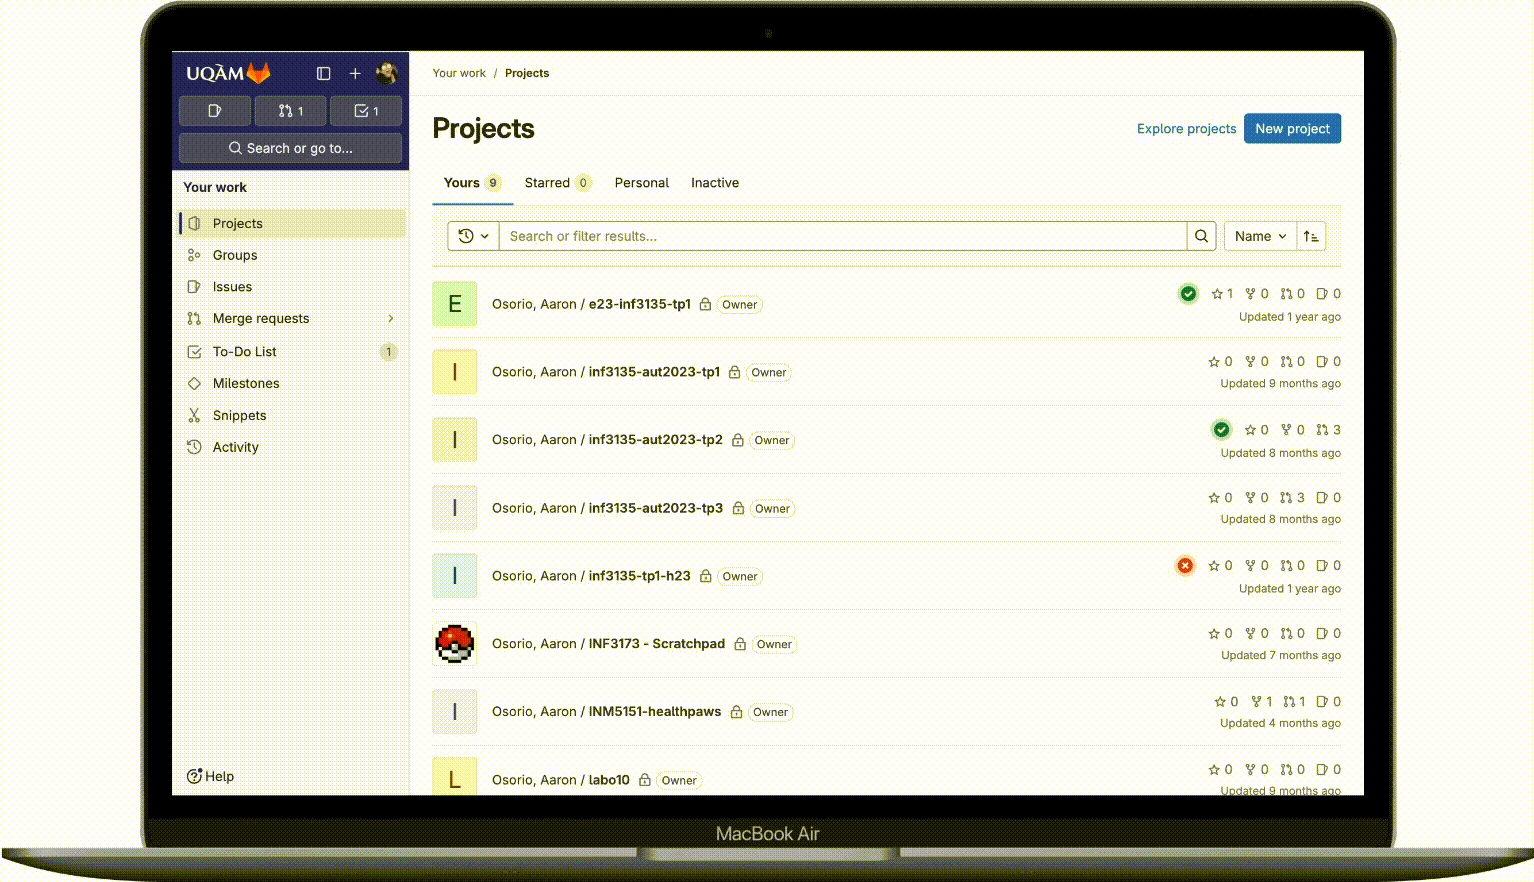 UQÀM
1
1
Search or go to...
Your work
Projects
Groups
Issues
Merge requests
To-Do List 1
Milestones
Snippets
Activity
Help
Your work / Projects
Projects
Explore projects New project
Yours 9 Starred 0 Personal Inactive
Search or filter results... Name
E Osorio, Aaron / e23-inf3135-tp1 Owner 1 0 0 0
Updated 1 year ago
I Osorio, Aaron / inf3135-aut2023-tp1 Owner 0 0 0 0
Updated 9 months ago
I Osorio, Aaron / inf3135-aut2023-tp2 Owner 0 0 3
Updated 8 months ago
I Osorio, Aaron / inf3135-aut2023-tp3 Owner 0 0 3 0
Updated 8 months ago
I Osorio, Aaron / inf3135-tp1-h23 Owner 0 0 0 0
Updated 1 year ago
Osorio, Aaron / INF3173 - Scratchpad Owner 0 0 0 0
Updated 7 months ago
I Osorio, Aaron / INM5151-healthpaws Owner 0 1 1 0
Updated 4 months ago
L Osorio, Aaron / labo10 Owner 0 0 0 0
Updated 9 months ago
MacBook Air